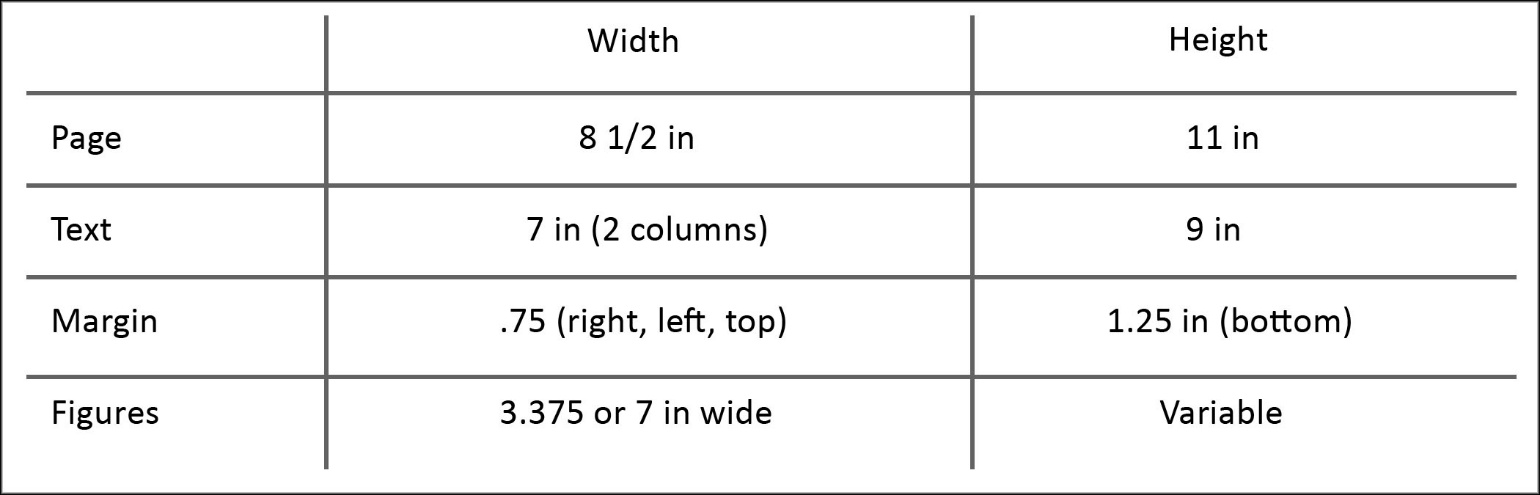 Width Height
Page 8 1/2 in 11 in
Text 7 in (2 columns) 9 in
Margin .75 (right, left, top) 1.25 in (bottom)
Figures 3.375 or 7 in wide Variable